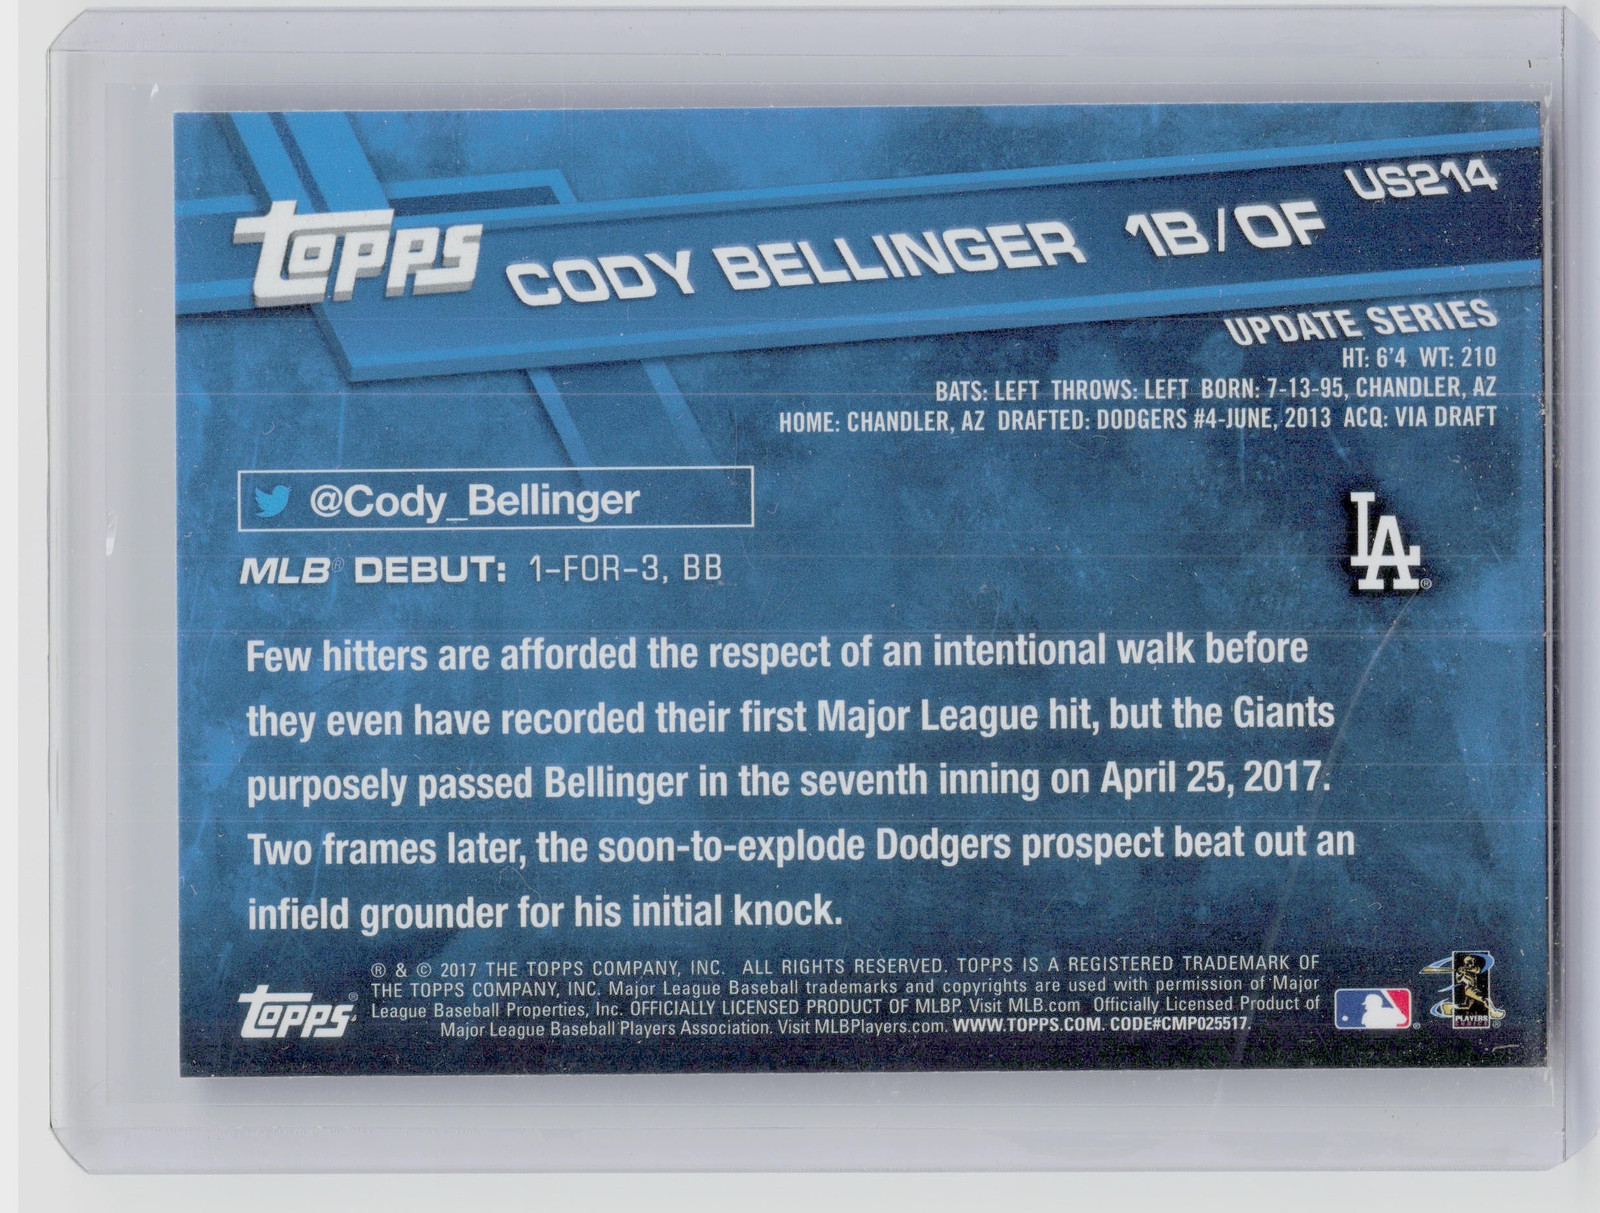 topps CODY BELLINGER 1B/OF US214
UPDATE SERIES
HT: 6'4 WT: 210
BATS: LEFT THROWS: LEFT BORN: 7-13-95, CHANDLER, AZ
HOME: CHANDLER, AZ DRAFTED: DODGERS #4-JUNE, 2013 ACQ: VIA DRAFT
@Cody_Bellinger
LA®
MLB® DEBUT: 1-FOR-3, BB
Few hitters are afforded the respect of an intentional walk before
they even have recorded their first Major League hit, but the Giants
purposely passed Bellinger in the seventh inning on April 25, 2017.
Two frames later, the soon-to-explode Dodgers prospect beat out an
infield grounder for his initial knock.
® & © 2017 THE TOPPS COMPANY, INC. ALL RIGHTS RESERVED. TOPPS IS A REGISTERED TRADEMARK OF
THE TOPPS COMPANY, INC. Major League Baseball trademarks and copyrights are used with permission of Major
League Baseball Properties, Inc. OFFICIALLY LICENSED PRODUCT OF MLBP. Visit MLB.com Officially Licensed Product of
Major League Baseball Players Association. Visit MLBPlayers.com. WWW.TOPPS.COM. CODE#CMP025517.
topps®
PLAYERS
CHOICE